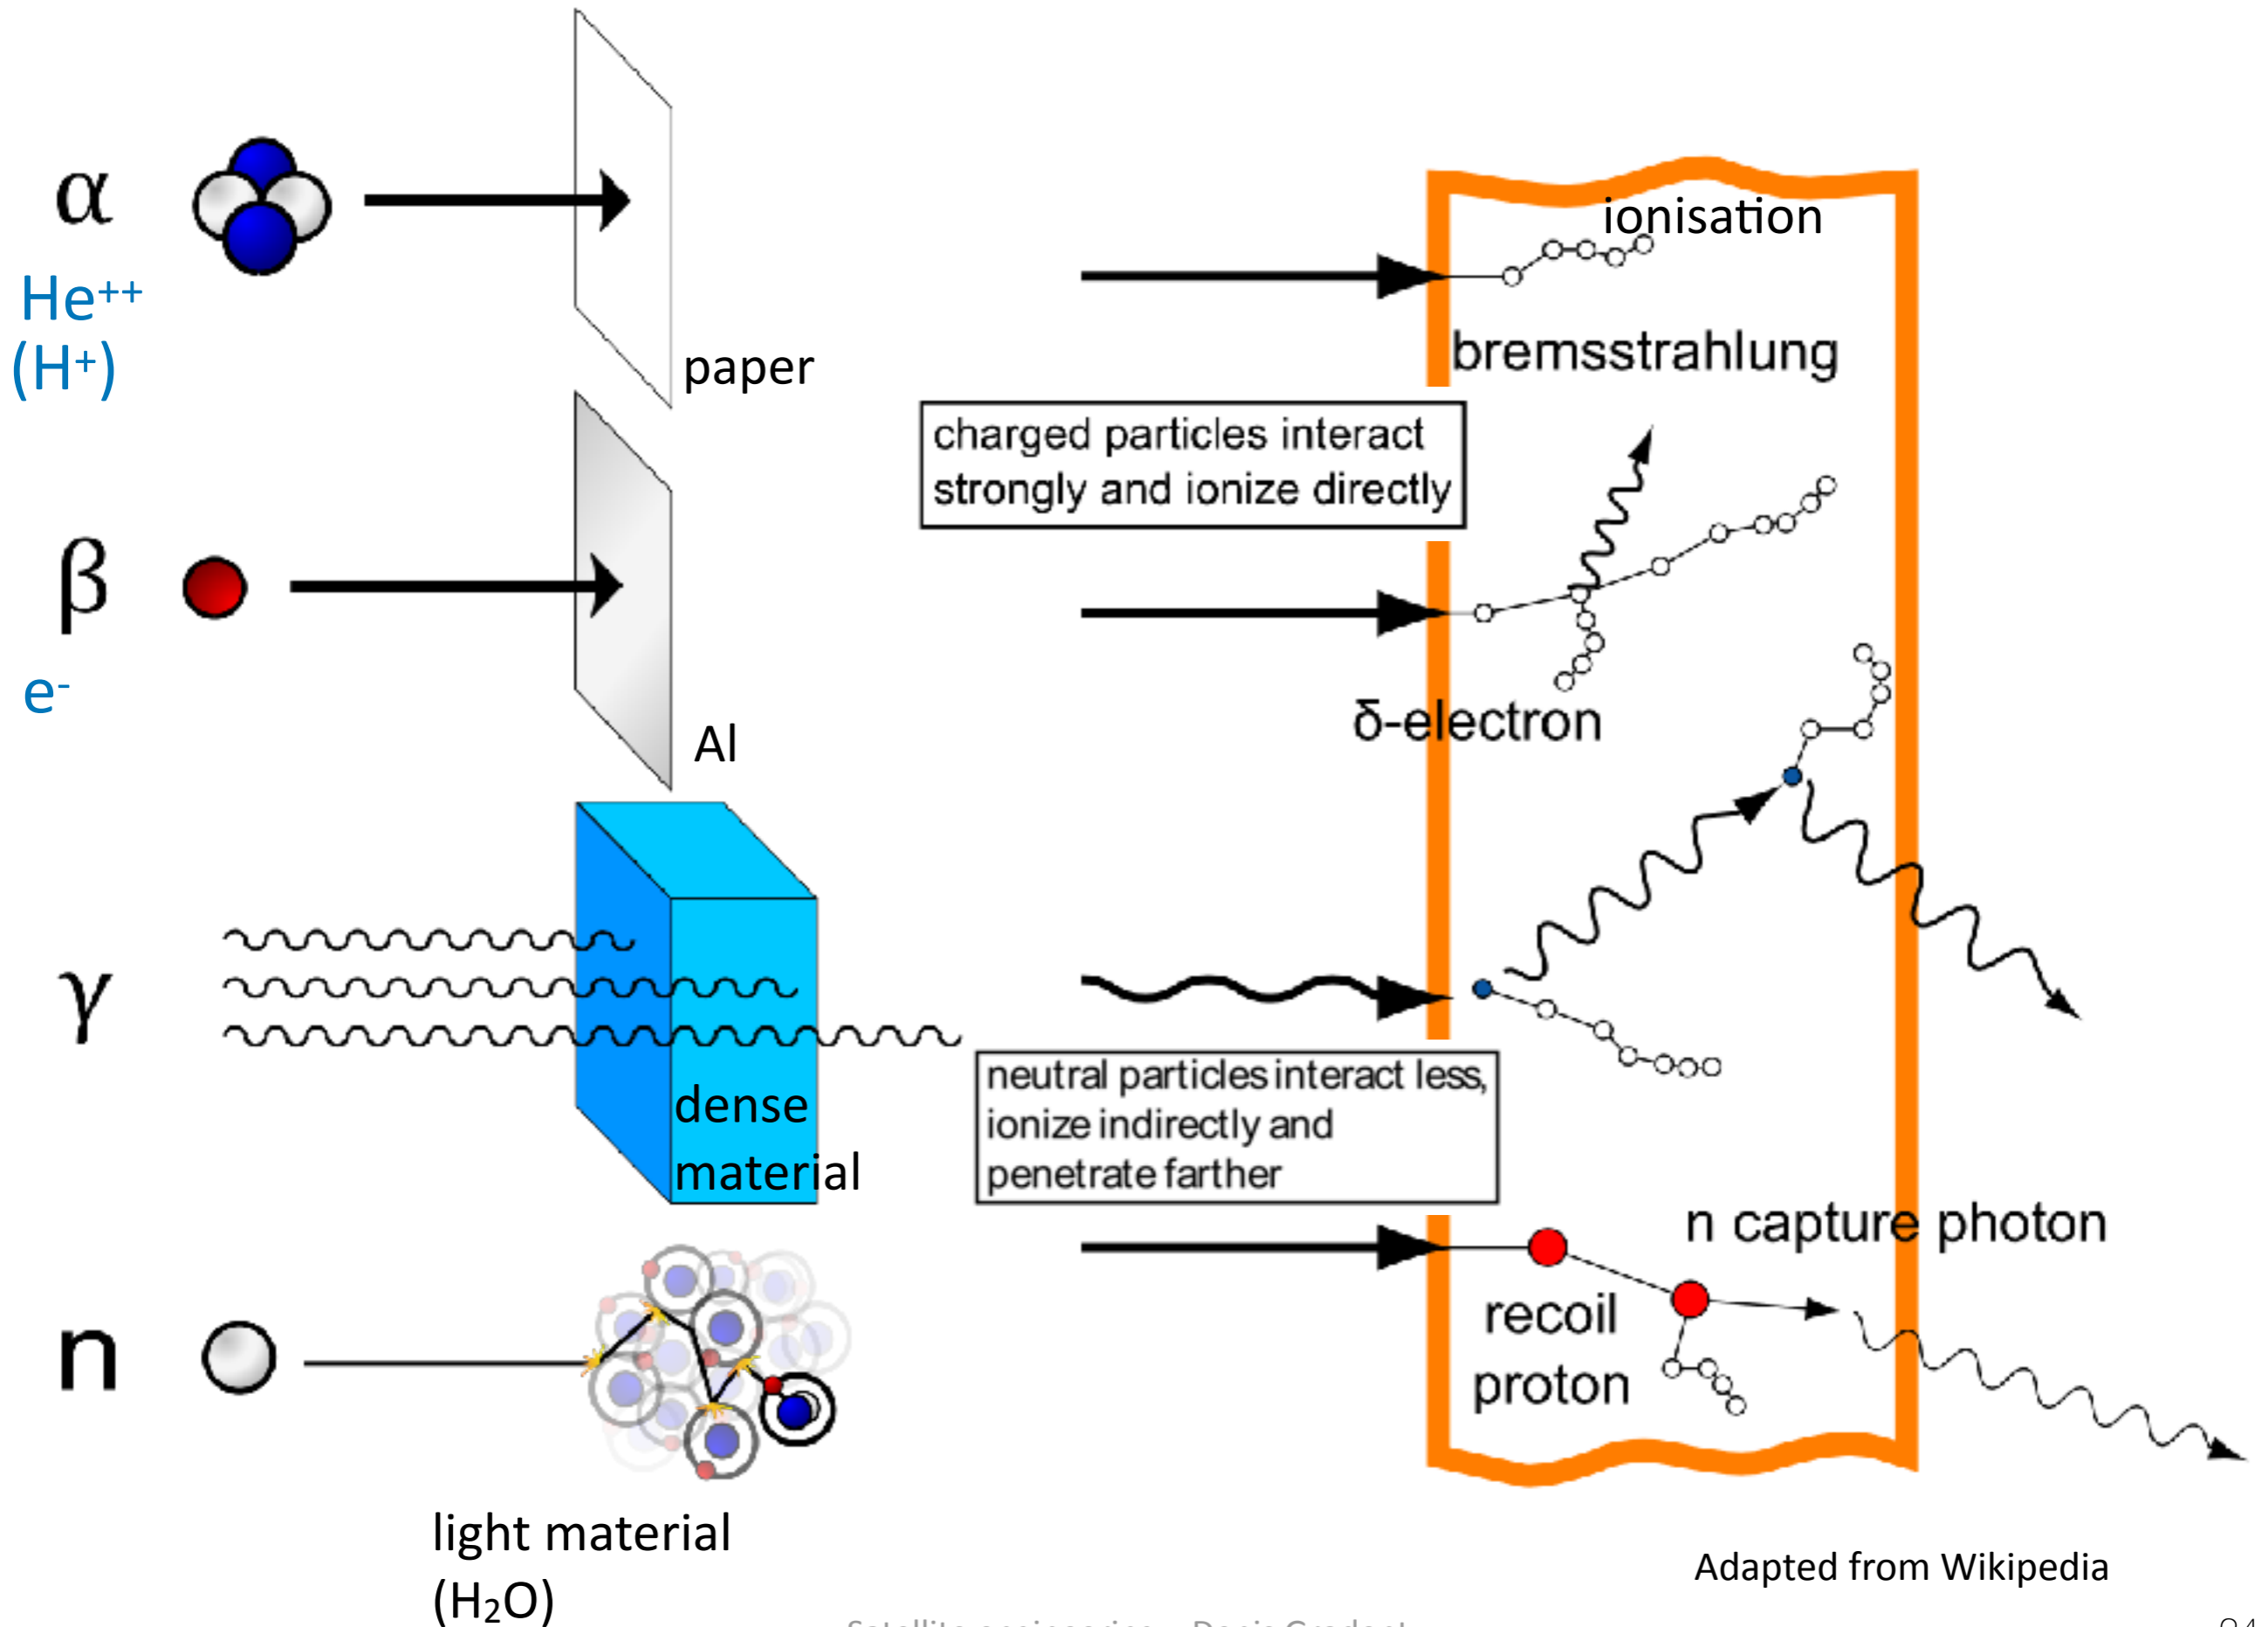 α
He⁺⁺
(H⁺)
paper
β
e⁻
Al
γ
dense
material
n
light material
(H₂O)
ionisation
bremsstrahlung
charged particles interact
strongly and ionize directly
δ-electron
neutral particles interact less,
ionize indirectly and
penetrate farther
n capture photon
recoil
proton
Adapted from Wikipedia